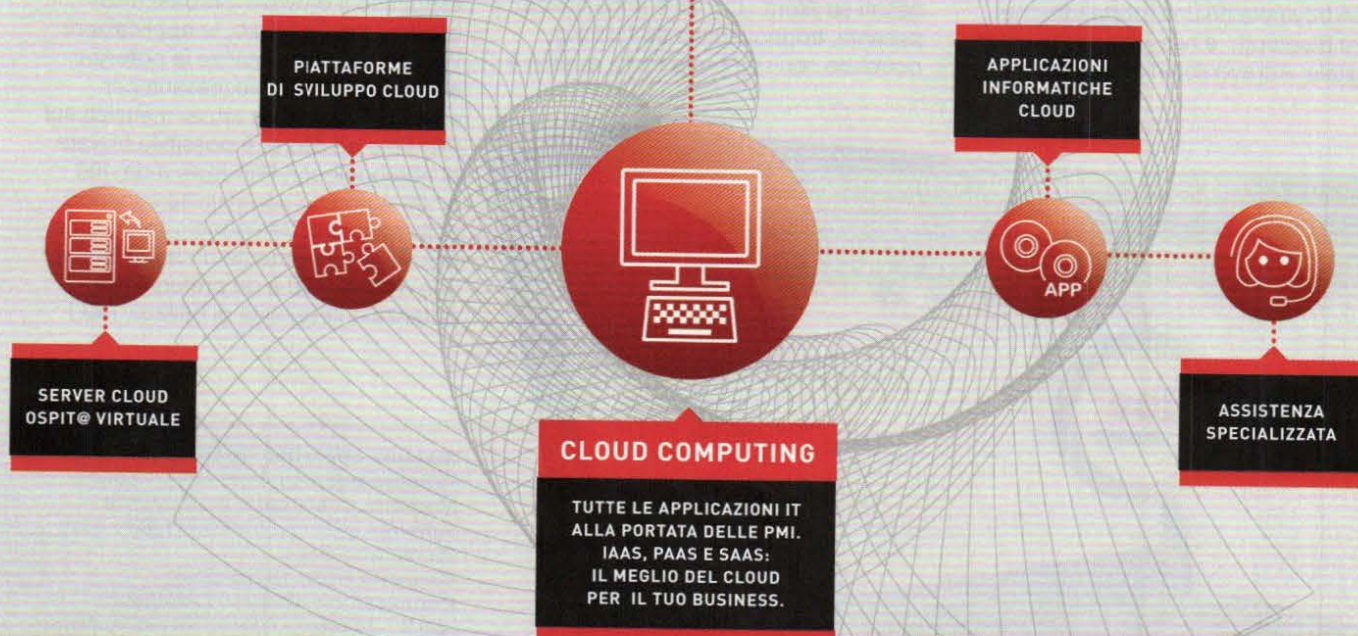 PIATTAFORME
DI SVILUPPO CLOUD
APPLICAZIONI
INFORMATICHE
CLOUD
APP
SERVER CLOUD
OSPIT@ VIRTUALE
ASSISTENZA
SPECIALIZZATA
CLOUD COMPUTING
TUTTE LE APPLICAZIONI IT
ALLA PORTATA DELLE PMI.
IAAS, PAAS E SAAS:
IL MEGLIO DEL CLOUD
PER IL TUO BUSINESS.